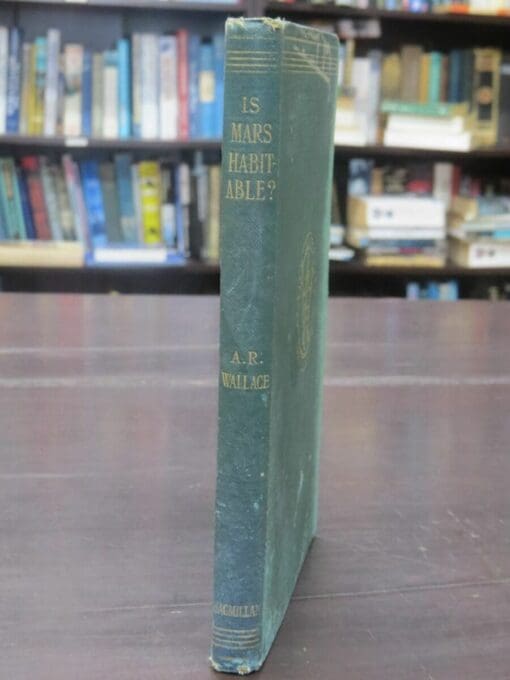 IS
MARS
HABIT-
ABLE?
A.R.
WALLACE
MACMILLAN